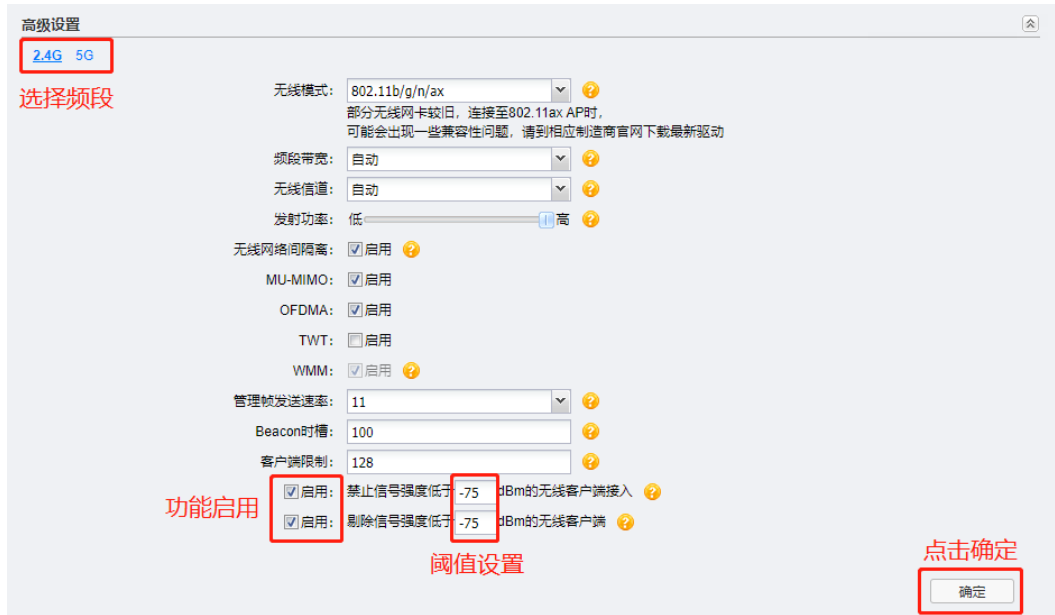 高级设置
2.4G 5G
选择频段
无线模式: 802.11b/g/n/ax
部分无线网卡较旧，连接至802.11ax AP时，
可能会出现一些兼容性问题，请到相应制造商官网下载最新驱动
频段带宽: 自动
无线信道: 自动
发射功率: 低 高
无线网络间隔离: 启用
MU-MIMO: 启用
OFDMA: 启用
TWT: 启用
WMM: 启用
管理帧发送速率: 11
Beacon时槽: 100
客户端限制: 128
功能启用
启用: 禁止信号强度低于 -75 dBm的无线客户端接入
启用: 剔除信号强度低于 -75 dBm的无线客户端
阈值设置
点击确定
确定